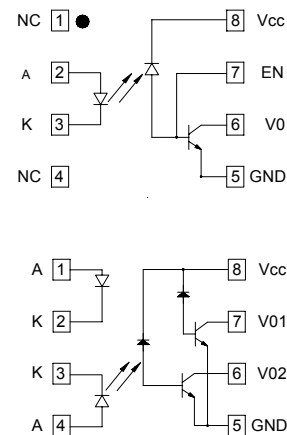 NC 1 8 Vcc
A 2 7 EN
K 3 6 V0
NC 4 5 GND
A 1 8 Vcc
K 2 7 V01
K 3 6 V02
A 4 5 GND